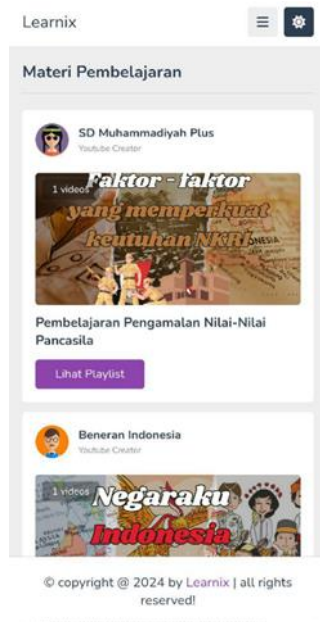 Learnix
Materi Pembelajaran
SD Muhammadiyah Plus
Youtube Creator
1 videos
Faktor - faktor
yang memperkuat
keutuhan NKRI
Pembelajaran Pengamalan Nilai-Nilai
Pancasila
Lihat Playlist
Beneran Indonesia
Youtube Creator
1 videos
Negaraku
Indonesia
© copyright @ 2024 by Learnix | all rights
reserved!